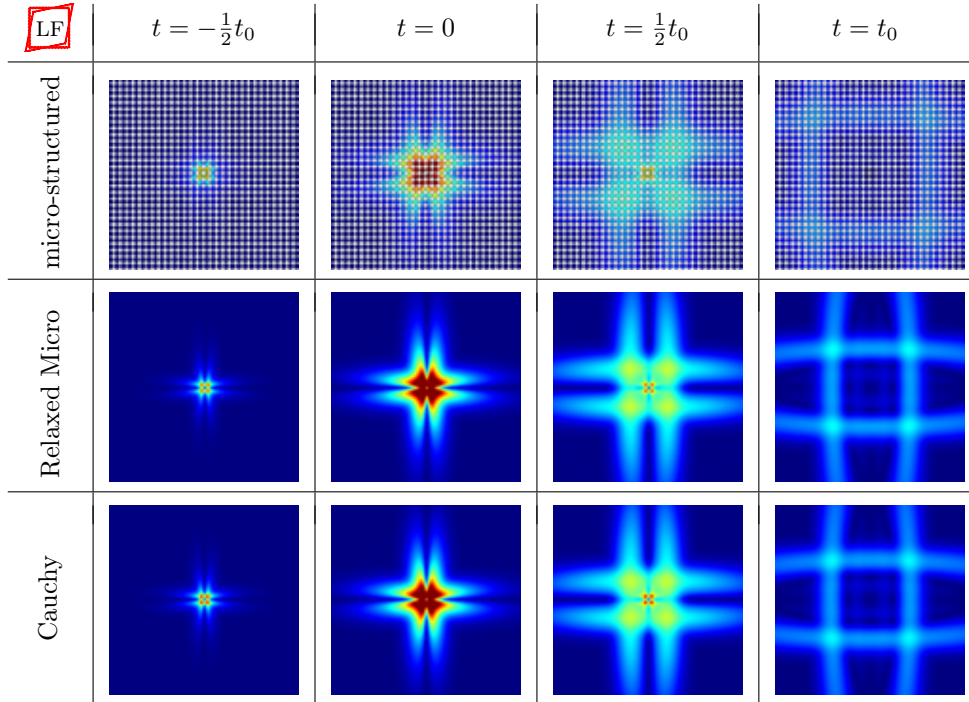 LF t = −½t₀ t = 0 t = ½t₀ t = t₀
micro-structured
Relaxed Micro
Cauchy